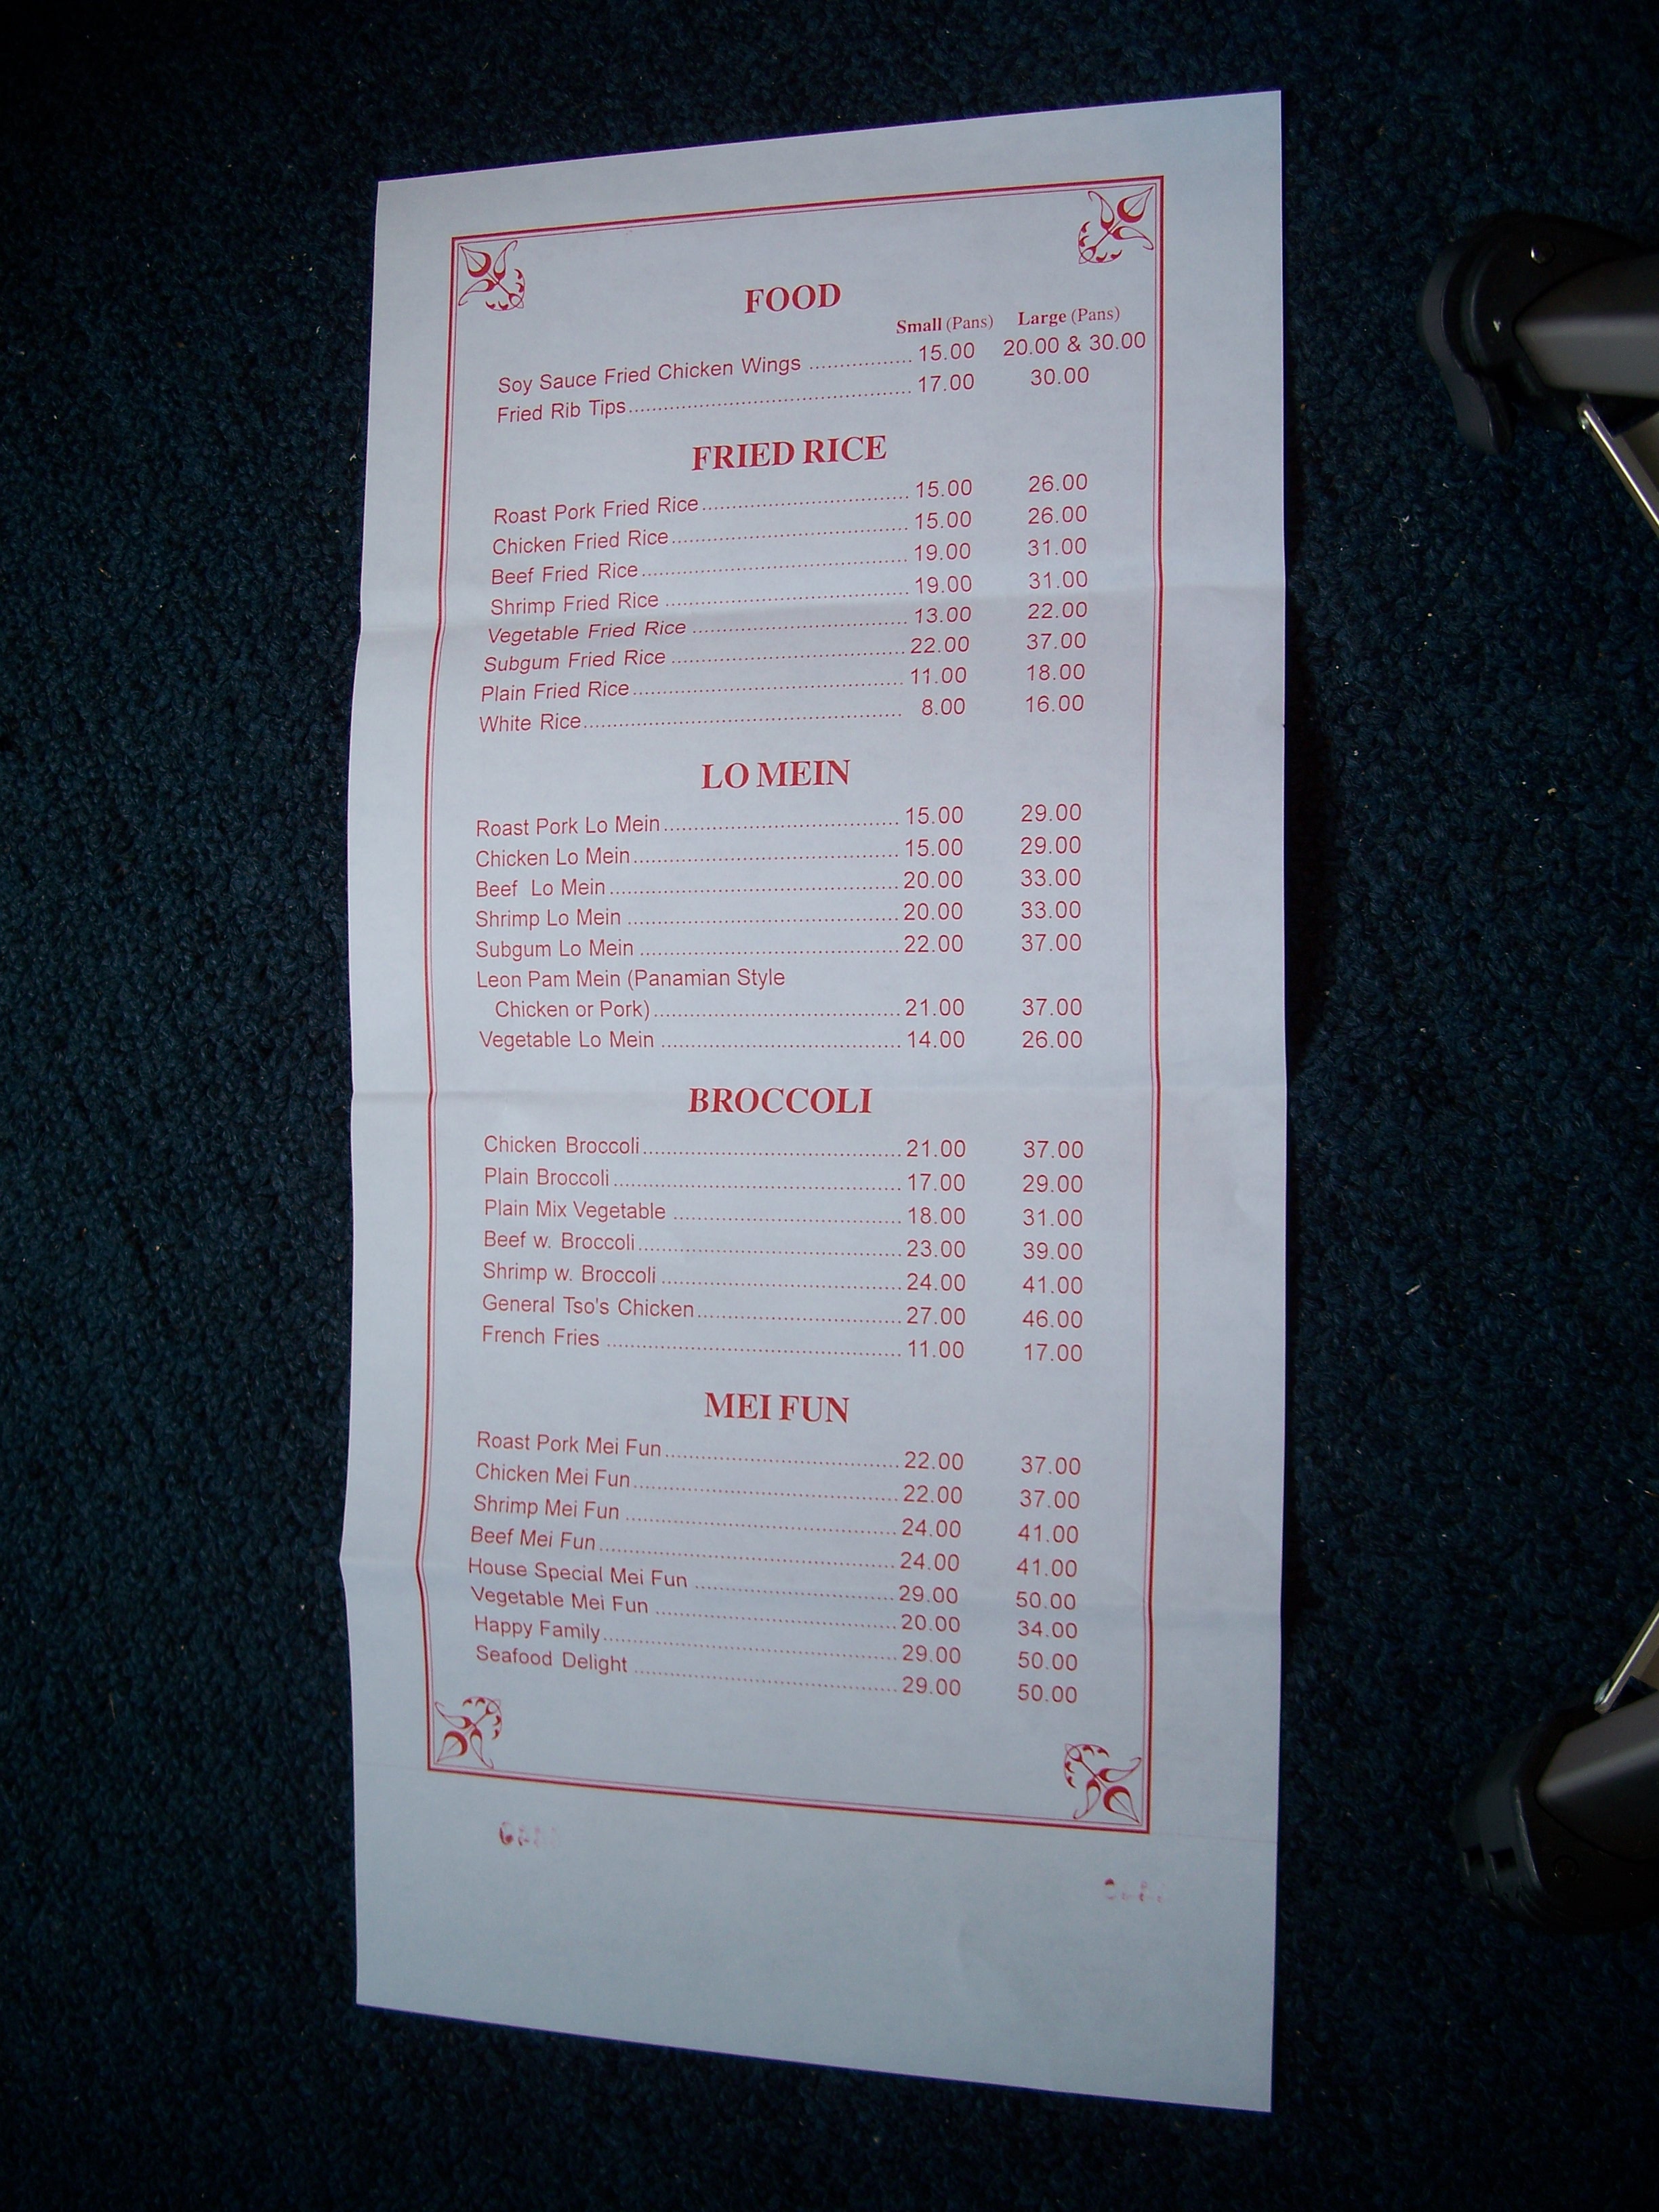 FOOD
Small (Pans) Large (Pans)
Soy Sauce Fried Chicken Wings ................. 15.00 20.00 & 30.00
Fried Rib Tips................................................ 17.00 30.00
FRIED RICE
Roast Pork Fried Rice................................... 15.00 26.00
Chicken Fried Rice........................................ 15.00 26.00
Beef Fried Rice............................................. 19.00 31.00
Shrimp Fried Rice ......................................... 19.00 31.00
Vegetable Fried Rice .................................... 13.00 22.00
Subgum Fried Rice ....................................... 22.00 37.00
Plain Fried Rice............................................. 11.00 18.00
White Rice..................................................... 8.00 16.00
LO MEIN
Roast Pork Lo Mein....................................... 15.00 29.00
Chicken Lo Mein............................................ 15.00 29.00
Beef Lo Mein................................................ 20.00 33.00
Shrimp Lo Mein ............................................. 20.00 33.00
Subgum Lo Mein ........................................... 22.00 37.00
Leon Pam Mein (Panamian Style
Chicken or Pork)......................................... 21.00 37.00
Vegetable Lo Mein ........................................ 14.00 26.00
BROCCOLI
Chicken Broccoli........................................... 21.00 37.00
Plain Broccoli................................................ 17.00 29.00
Plain Mix Vegetable ...................................... 18.00 31.00
Beef w. Broccoli............................................ 23.00 39.00
Shrimp w. Broccoli ........................................ 24.00 41.00
General Tso's Chicken.................................. 27.00 46.00
French Fries ................................................. 11.00 17.00
MEI FUN
Roast Pork Mei Fun....................................... 22.00 37.00
Chicken Mei Fun............................................ 22.00 37.00
Shrimp Mei Fun ............................................. 24.00 41.00
Beef Mei Fun................................................. 24.00 41.00
House Special Mei Fun ................................. 29.00 50.00
Vegetable Mei Fun ........................................ 20.00 34.00
Happy Family................................................ 29.00 50.00
Seafood Delight ............................................ 29.00 50.00